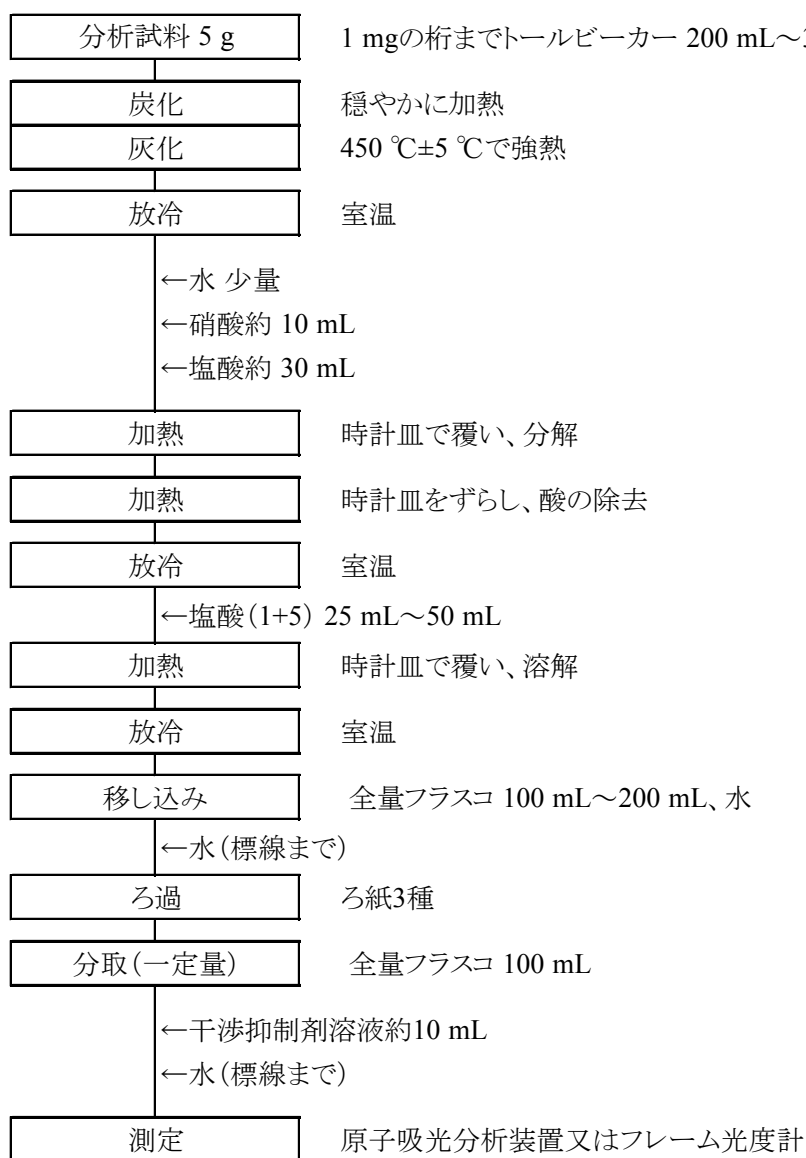 分析試料 5 g 1 mgの桁までトールビーカー 200 mL～
炭化 穏やかに加熱
灰化 450 ℃±5 ℃で強熱
放冷 室温
←水 少量
←硝酸約 10 mL
←塩酸約 30 mL
加熱 時計皿で覆い、分解
加熱 時計皿をずらし、酸の除去
放冷 室温
←塩酸（1+5） 25 mL～50 mL
加熱 時計皿で覆い、溶解
放冷 室温
移し込み 全量フラスコ 100 mL～200 mL、水
←水（標線まで）
ろ過 ろ紙3種
分取（一定量） 全量フラスコ 100 mL
←干渉抑制剤溶液約10 mL
←水（標線まで）
測定 原子吸光分析装置又はフレーム光度計